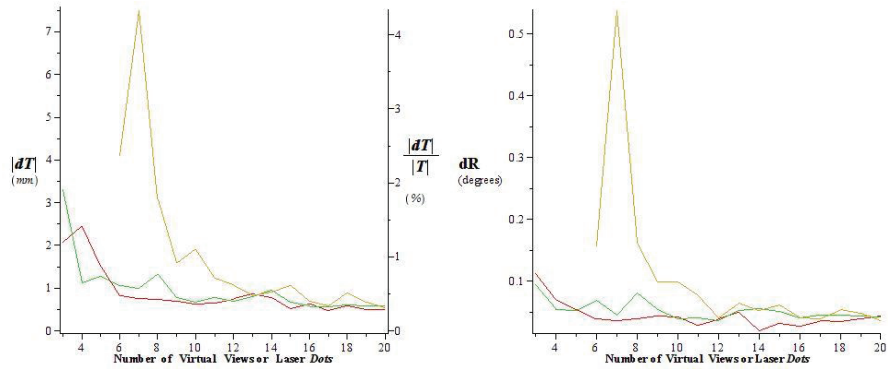 7
6
5
4
3
2
1
0
|dT|
(mm)
4
3
2
1
0
|dT|
|T|
(%)
4 6 8 10 12 14 16 18 20
Number of Virtual Views or Laser Dots
0.5
0.4
0.3
0.2
0.1
dR
(degrees)
4 6 8 10 12 14 16 18 20
Number of Virtual Views or Laser Dots